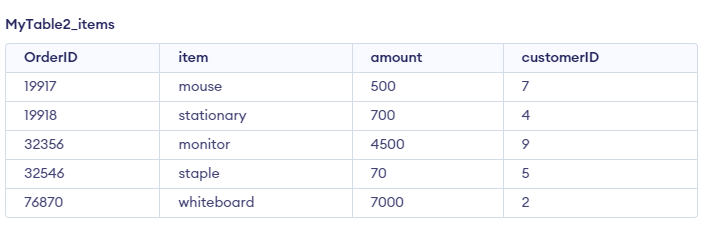 MyTable2_items
OrderID item amount customerID
19917 mouse 500 7
19918 stationary 700 4
32356 monitor 4500 9
32546 staple 70 5
76870 whiteboard 7000 2